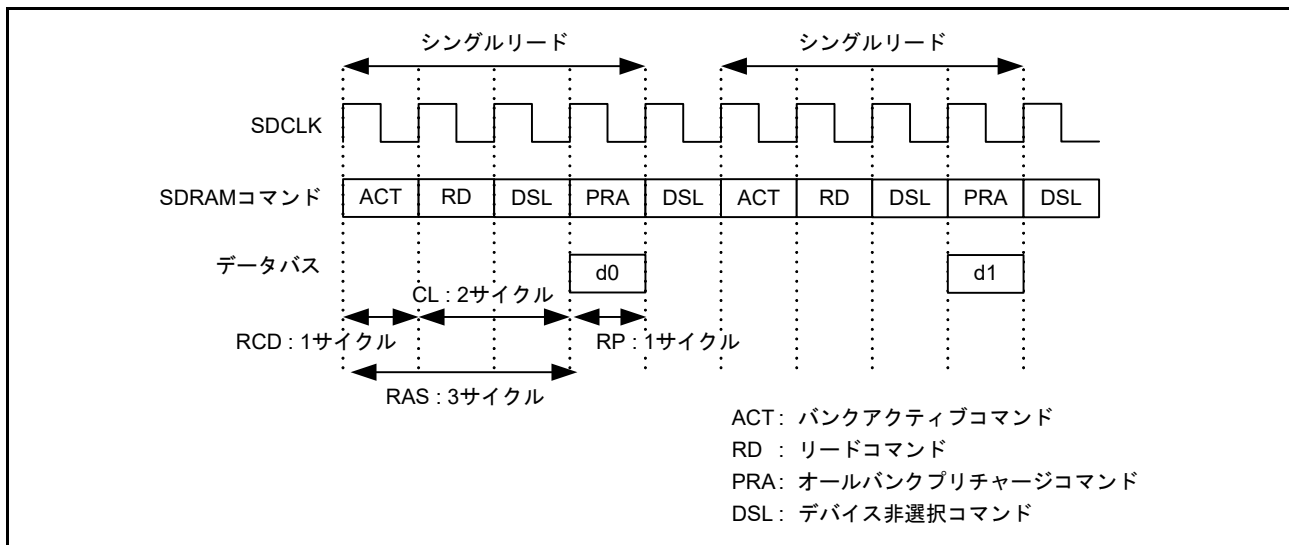 シングルリード シングルリード
SDCLK
SDRAMコマンド ACT RD DSL PRA DSL ACT RD DSL PRA DSL
データバス d0 d1
CL : 2サイクル
RCD : 1サイクル RP : 1サイクル
RAS : 3サイクル
ACT : バンクアクティブコマンド
RD : リードコマンド
PRA : オールバンクプリチャージコマンド
DSL : デバイス非選択コマンド